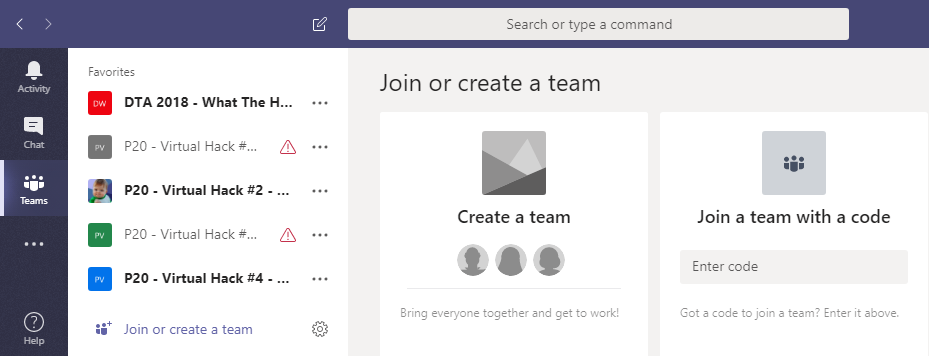 Search or type a command
Activity
Chat
Teams
Help
Favorites
DW DTA 2018 - What The H...
PV P20 - Virtual Hack #...
P20 - Virtual Hack #2 - ...
PV P20 - Virtual Hack #...
PV P20 - Virtual Hack #4 - ...
Join or create a team
Join or create a team
Create a team
Bring everyone together and get to work!
Join a team with a code
Enter code
Got a code to join a team? Enter it above.